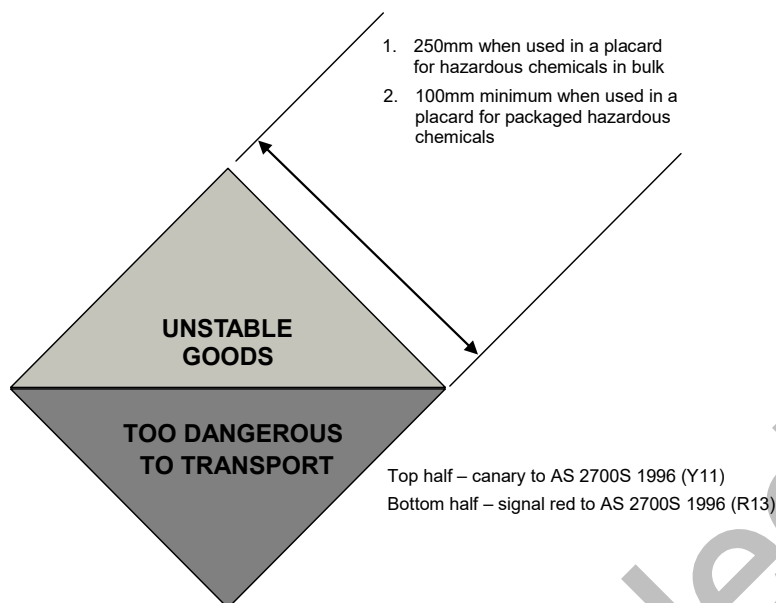 1. 250mm when used in a placard
for hazardous chemicals in bulk
2. 100mm minimum when used in a
placard for packaged hazardous
chemicals
UNSTABLE
GOODS
TOO DANGEROUS
TO TRANSPORT
Top half – canary to AS 2700S 1996 (Y11)
Bottom half – signal red to AS 2700S 1996 (R13)